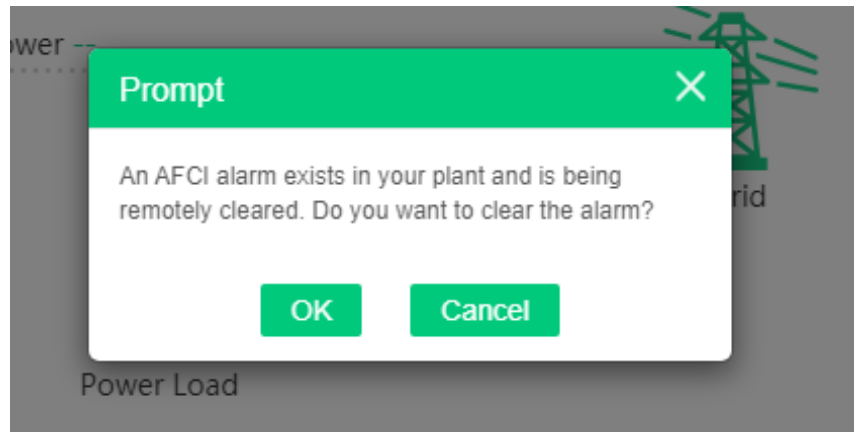 ower --
Prompt
An AFCI alarm exists in your plant and is being
remotely cleared. Do you want to clear the alarm?
rid
OK Cancel
Power Load